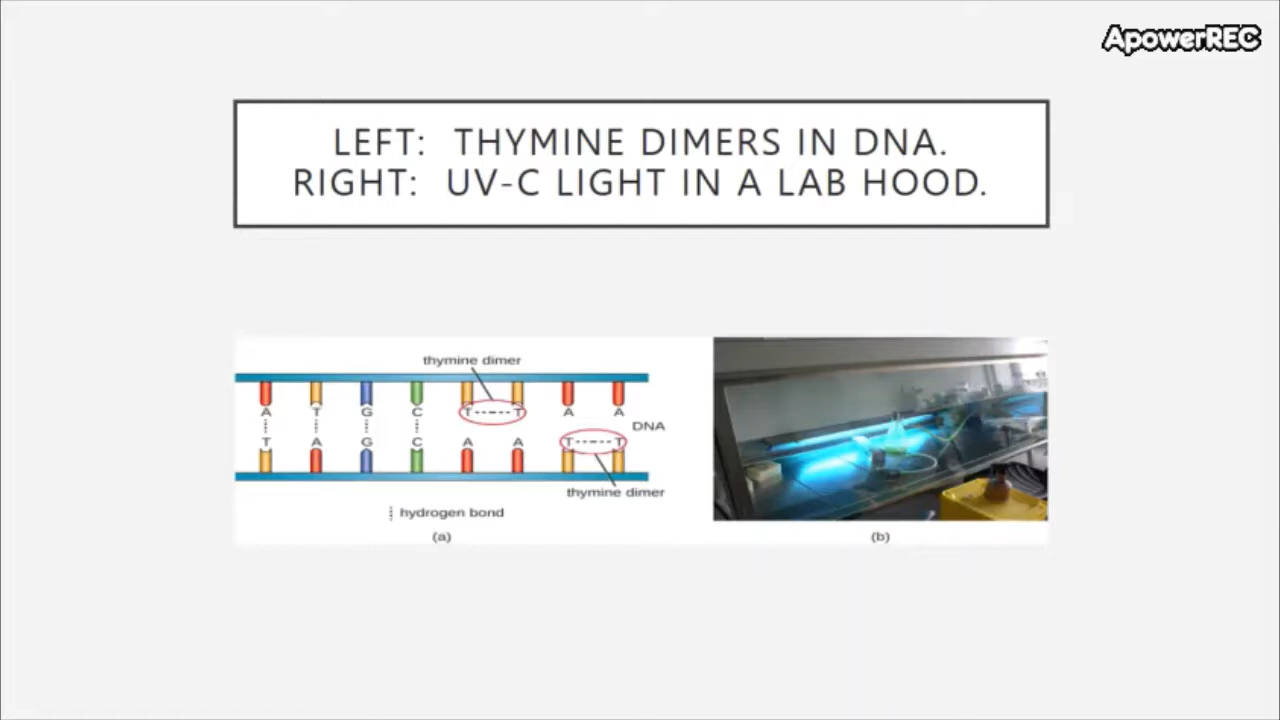 ApowerREC
LEFT: THYMINE DIMERS IN DNA.
RIGHT: UV-C LIGHT IN A LAB HOOD.
thymine dimer
A T G C T T A A
DNA
T A G C A A T T
thymine dimer
hydrogen bond
(a)
(b)